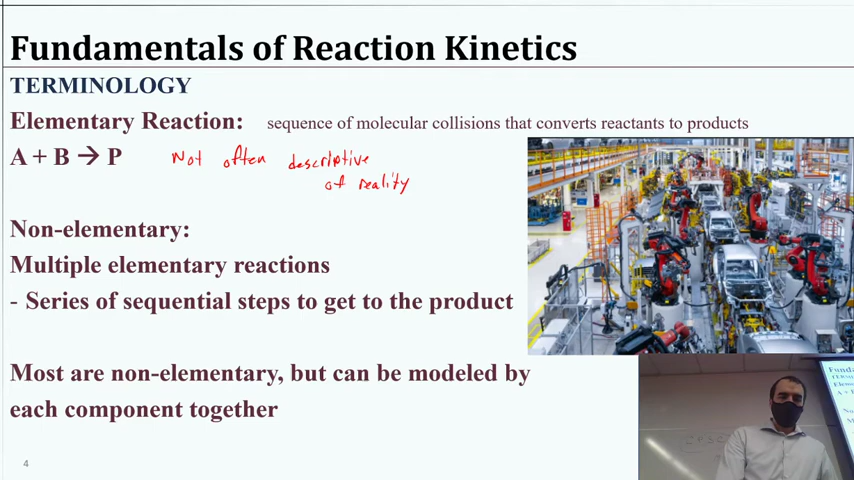 Fundamentals of Reaction Kinetics
TERMINOLOGY
Elementary Reaction: sequence of molecular collisions that converts reactants to products
A + B → P Not often descriptive
of reality
Non-elementary:
Multiple elementary reactions
- Series of sequential steps to get to the product
Most are non-elementary, but can be modeled by
each component together
4